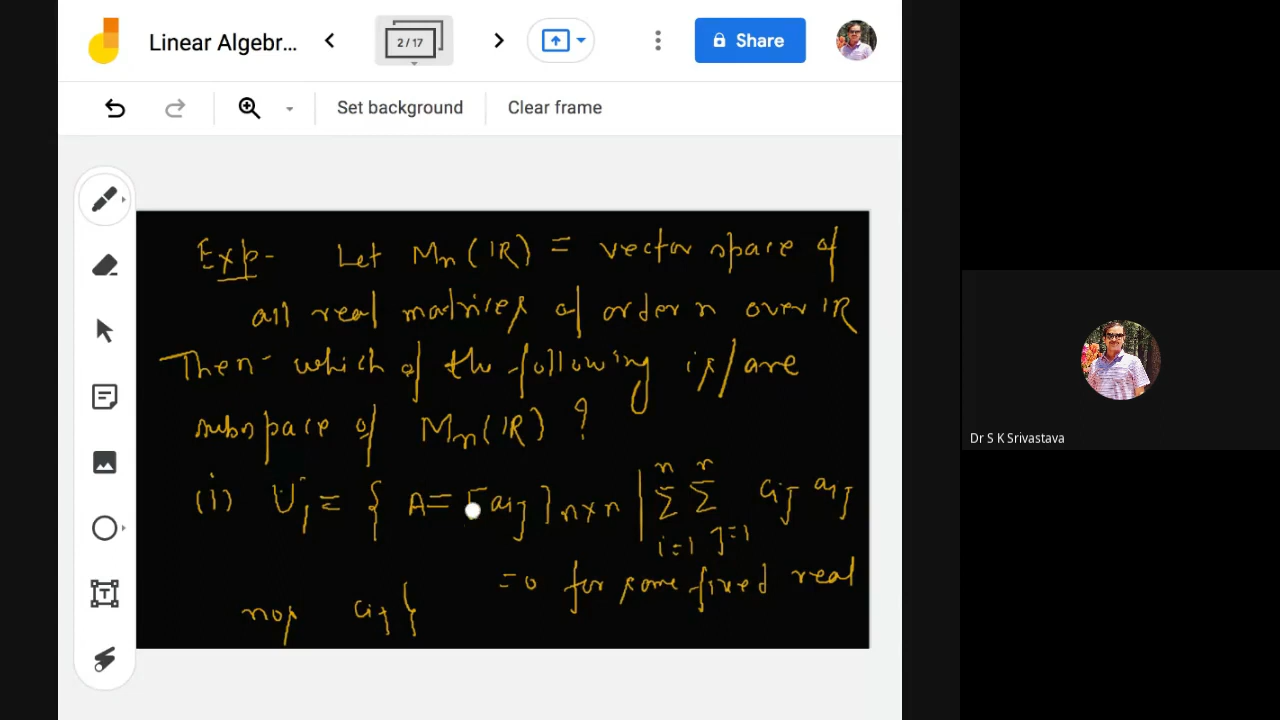 Linear Algebr...
2/17
Share
Set background
Clear frame
Exp- Let Mn(IR) = vector space of
all real matrices of order n over IR
Then which of the following is/are
subspace of Mn(IR) ?
(i) U1 = { A = [aij]n×n | n∑i=1 n∑j=1 cij aij
=0 for some fixed real
nos cij}
Dr S K Srivastava